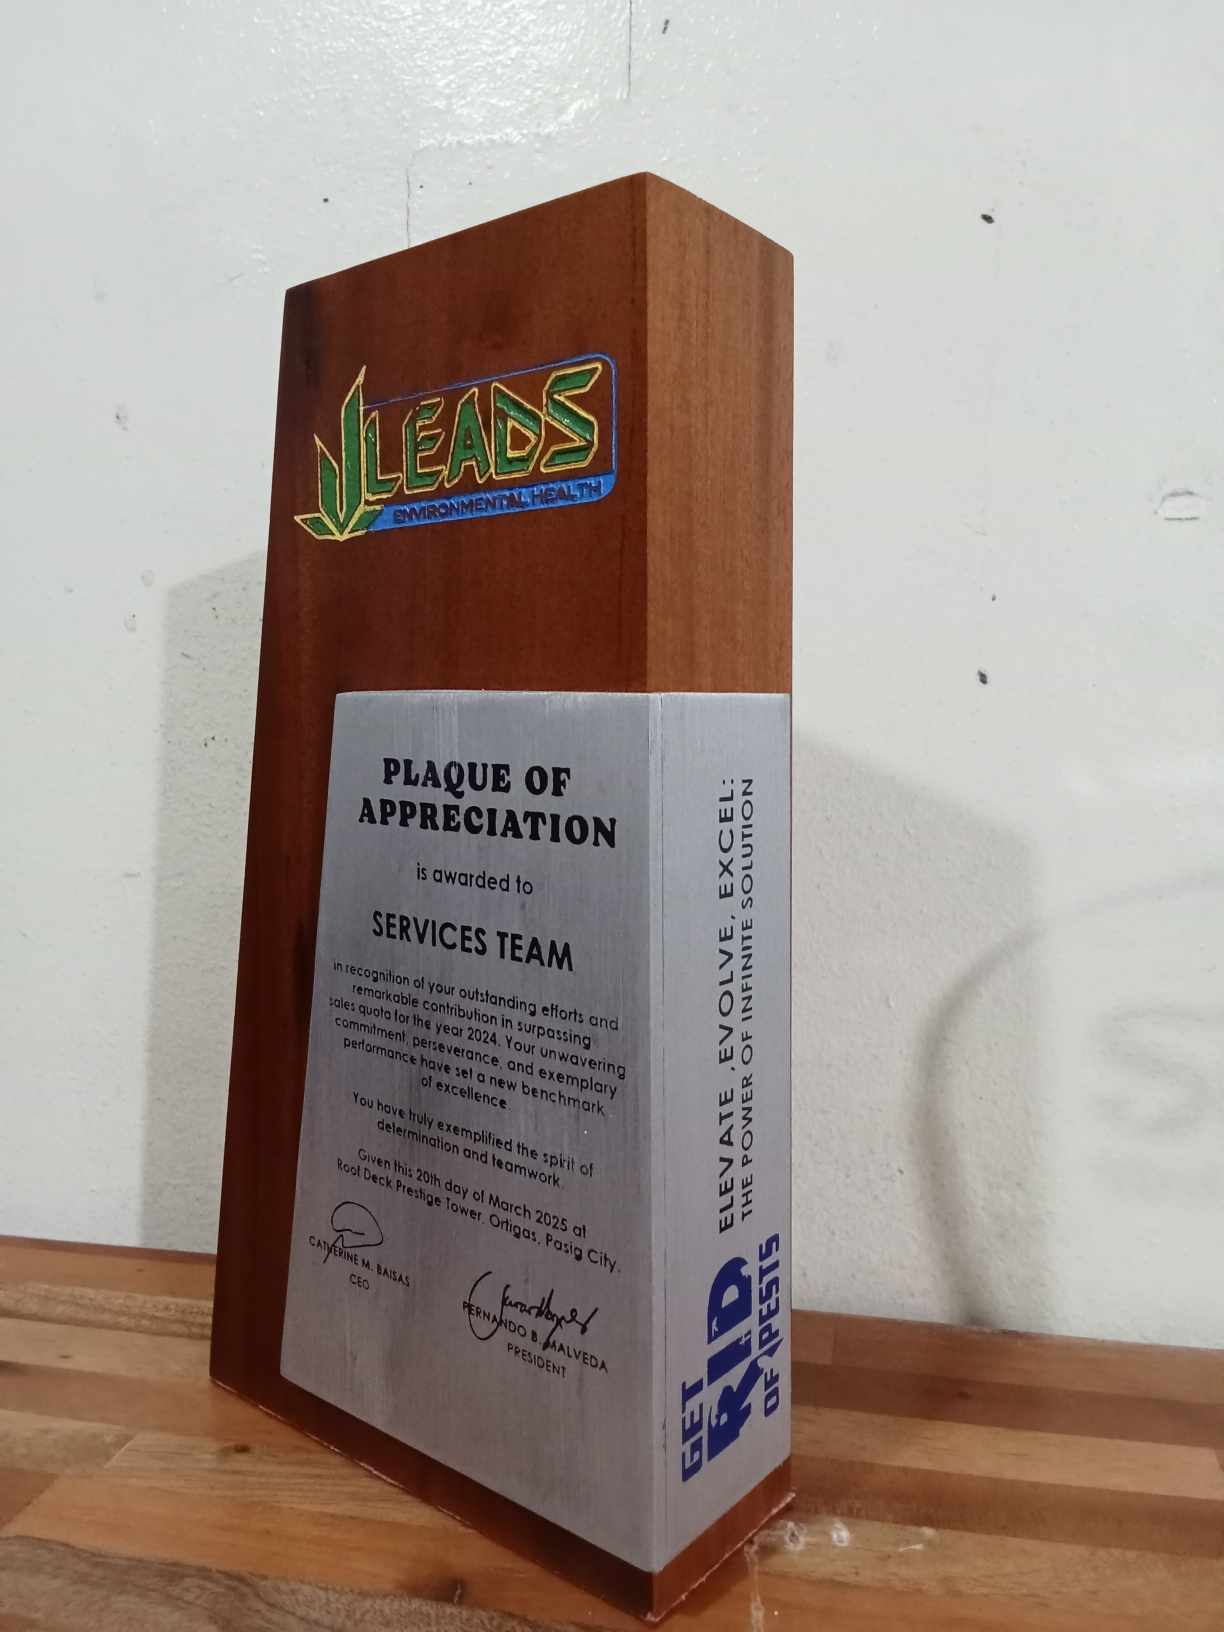 LEADS
ENVIRONMENTAL HEALTH
PLAQUE OF
APPRECIATION
is awarded to
SERVICES TEAM
in recognition of your outstanding efforts and
remarkable contribution in surpassing
sales quota for the year 2024. Your unwavering
commitment, perseverance, and exemplary
performance have set a new benchmark
of excellence.
You have truly exemplified the spirit of
determination and teamwork.
Given this 20th day of March 2025 at
Roof Deck Prestige Tower, Ortigas, Pasig City.
CATHERINE M. BAISAS
CEO
FERNANDO B. MALVEDA
PRESIDENT
ELEVATE ,EVOLVE, EXCEL:
THE POWER OF INFINITE SOLUTION
GET
RID
OF PESTS